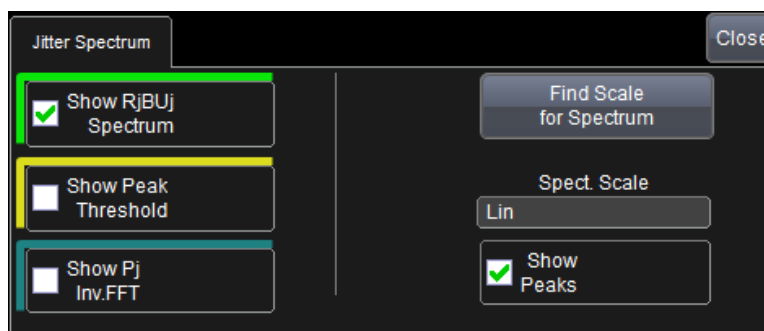 Jitter Spectrum
Close
Show RjBUj
Spectrum
Show Peak
Threshold
Show Pj
Inv.FFT
Find Scale
for Spectrum
Spect. Scale
Lin
Show
Peaks